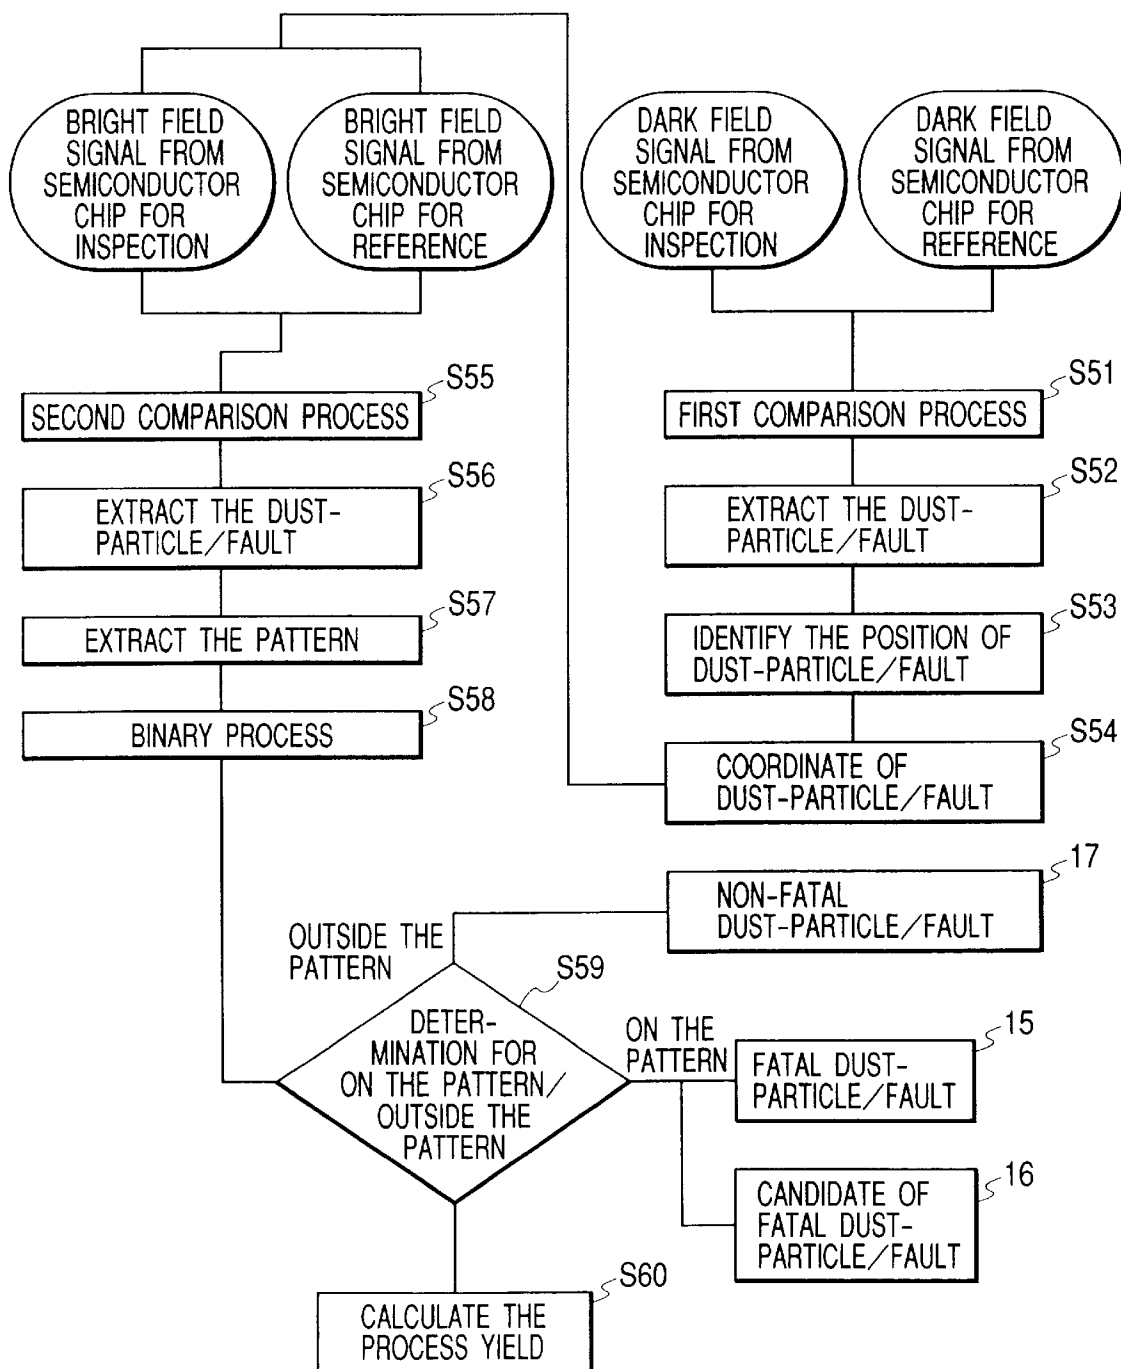 BRIGHT FIELD
SIGNAL FROM
SEMICONDUCTOR
CHIP FOR
INSPECTION
BRIGHT FIELD
SIGNAL FROM
SEMICONDUCTOR
CHIP FOR
REFERENCE
DARK FIELD
SIGNAL FROM
SEMICONDUCTOR
CHIP FOR
INSPECTION
DARK FIELD
SIGNAL FROM
SEMICONDUCTOR
CHIP FOR
REFERENCE
S55
SECOND COMPARISON PROCESS
S56
EXTRACT THE DUST-
PARTICLE/FAULT
S57
EXTRACT THE PATTERN
S58
BINARY PROCESS
S51
FIRST COMPARISON PROCESS
S52
EXTRACT THE DUST-
PARTICLE/FAULT
S53
IDENTIFY THE POSITION OF
DUST-PARTICLE/FAULT
S54
COORDINATE OF
DUST-PARTICLE/FAULT
17
NON-FATAL
DUST-PARTICLE/FAULT
OUTSIDE THE
PATTERN
S59
DETER-
MINATION FOR
ON THE PATTERN/
OUTSIDE THE
PATTERN
ON THE
PATTERN
15
FATAL DUST-
PARTICLE/FAULT
16
CANDIDATE OF
FATAL DUST-
PARTICLE/FAULT
S60
CALCULATE THE
PROCESS YIELD